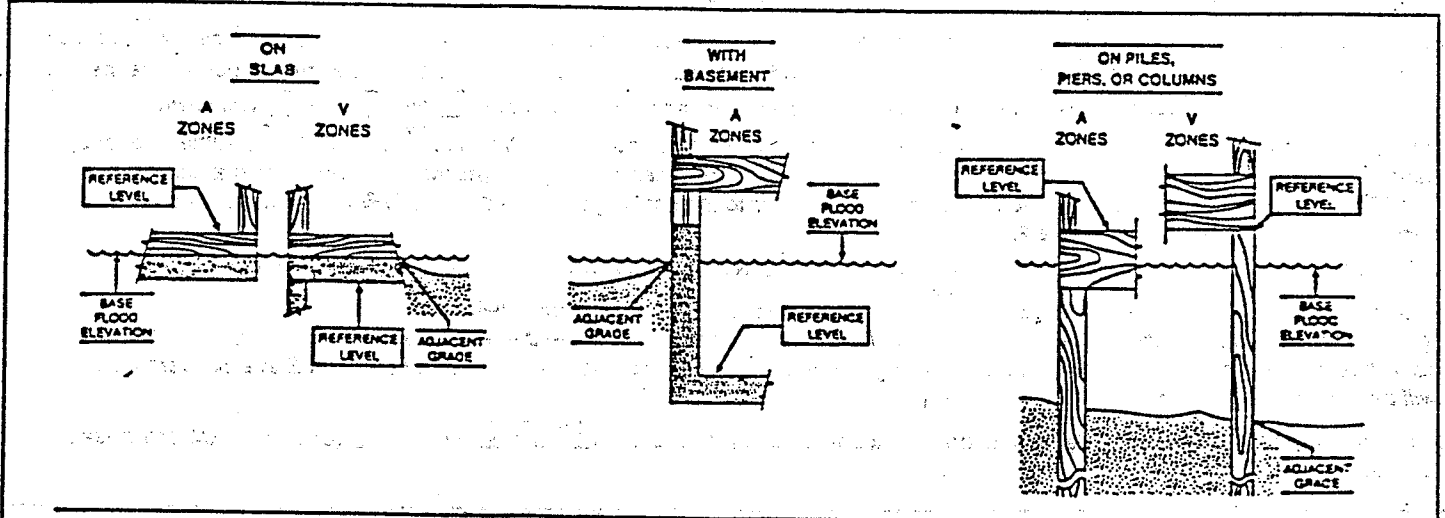 ON
SLAB
A
ZONES
V
ZONES
REFERENCE
LEVEL
BASE
FLOOD
ELEVATION
REFERENCE
LEVEL
ADJACENT
GRADE
WITH
BASEMENT
A
ZONES
BASE
FLOOD
ELEVATION
ADJACENT
GRADE
REFERENCE
LEVEL
ON PILES,
PIERS, OR COLUMNS
A
ZONES
V
ZONES
REFERENCE
LEVEL
REFERENCE
LEVEL
BASE
FLOOD
ELEVATION
ADJACENT
GRADE